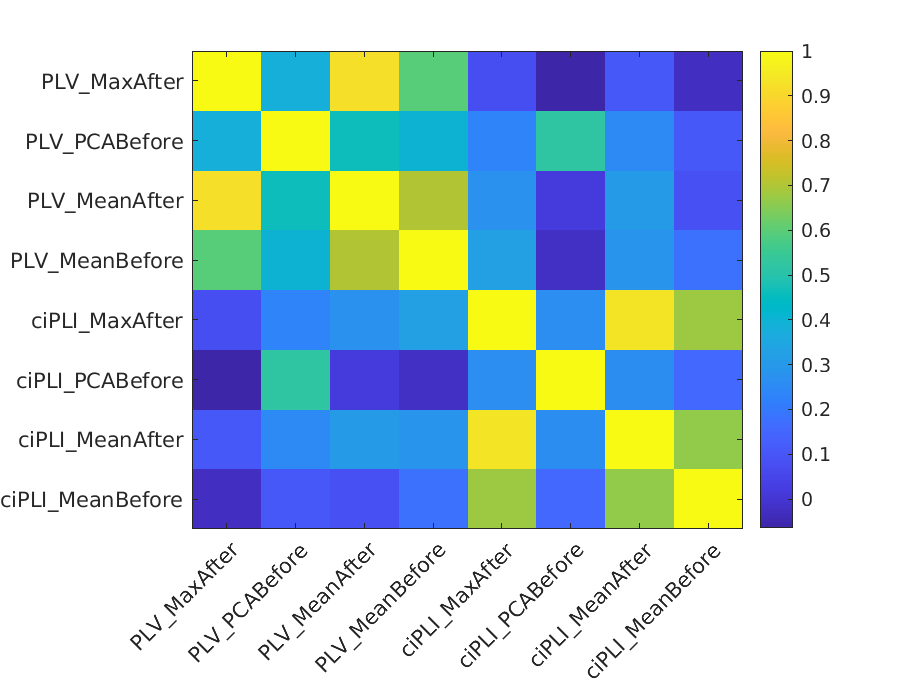 PLV_MaxAfter
PLV_PCABefore
PLV_MeanAfter
PLV_MeanBefore
ciPLI_MaxAfter
ciPLI_PCABefore
ciPLI_MeanAfter
ciPLI_MeanBefore
1
0.9
0.8
0.7
0.6
0.5
0.4
0.3
0.2
0.1
0
PLV_MaxAfter
PLV_PCABefore
PLV_MeanAfter
PLV_MeanBefore
ciPLI_MaxAfter
ciPLI_PCABefore
ciPLI_MeanAfter
ciPLI_MeanBefore